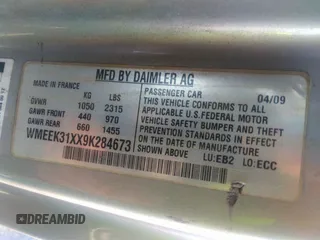 MFD BY DAIMLER AG
MADE IN FRANCE
KG LBS
GVWR 1050 2315
GAWR FRONT 440 970
GAWR REAR 660 1455
PASSENGER CAR 04/09
THIS VEHICLE CONFORMS TO ALL APPLICABLE U.S. FEDERAL MOTOR VEHICLE SAFETY BUMPER AND THEFT PREVENTION STANDARDS IN EFFECT ON THE DATE OF MANUFACTURE SHOWN ABOVE.
WMEEK31XX9K284673
LU:EB2 LO:ECC
DREAMBID